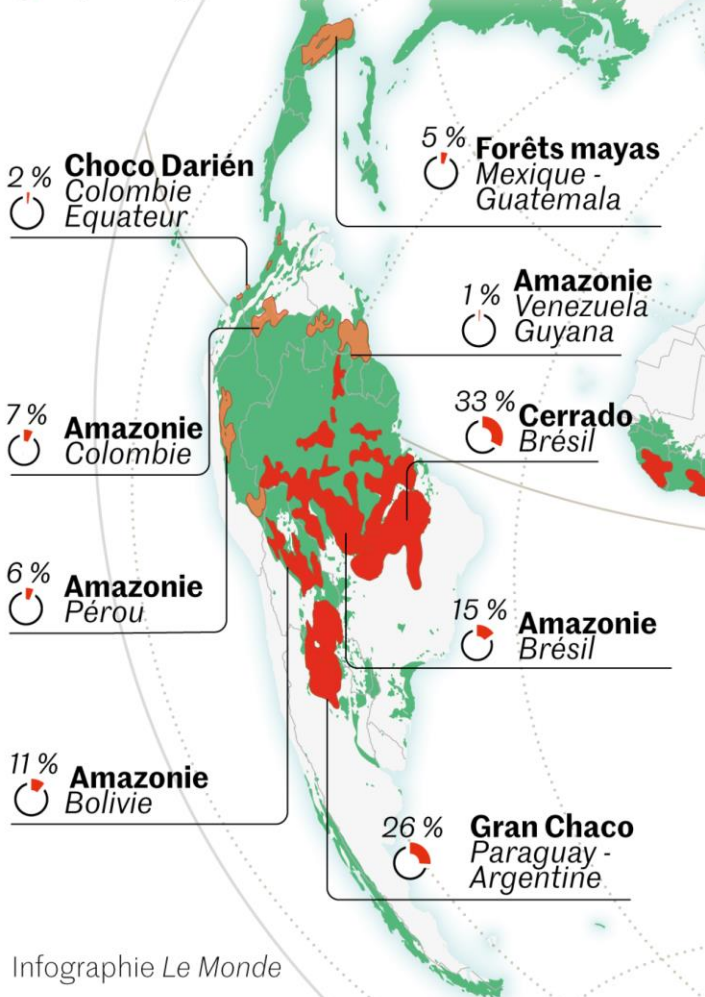 5 %
Forêts mayas
Mexique -
Guatemala
2 %
Choco Darién
Colombie
Equateur
1 %
Amazonie
Venezuela
Guyana
33 %
Cerrado
Brésil
7 %
Amazonie
Colombie
6 %
Amazonie
Pérou
15 %
Amazonie
Brésil
11 %
Amazonie
Bolivie
26 %
Gran Chaco
Paraguay -
Argentine
Infographie Le Monde